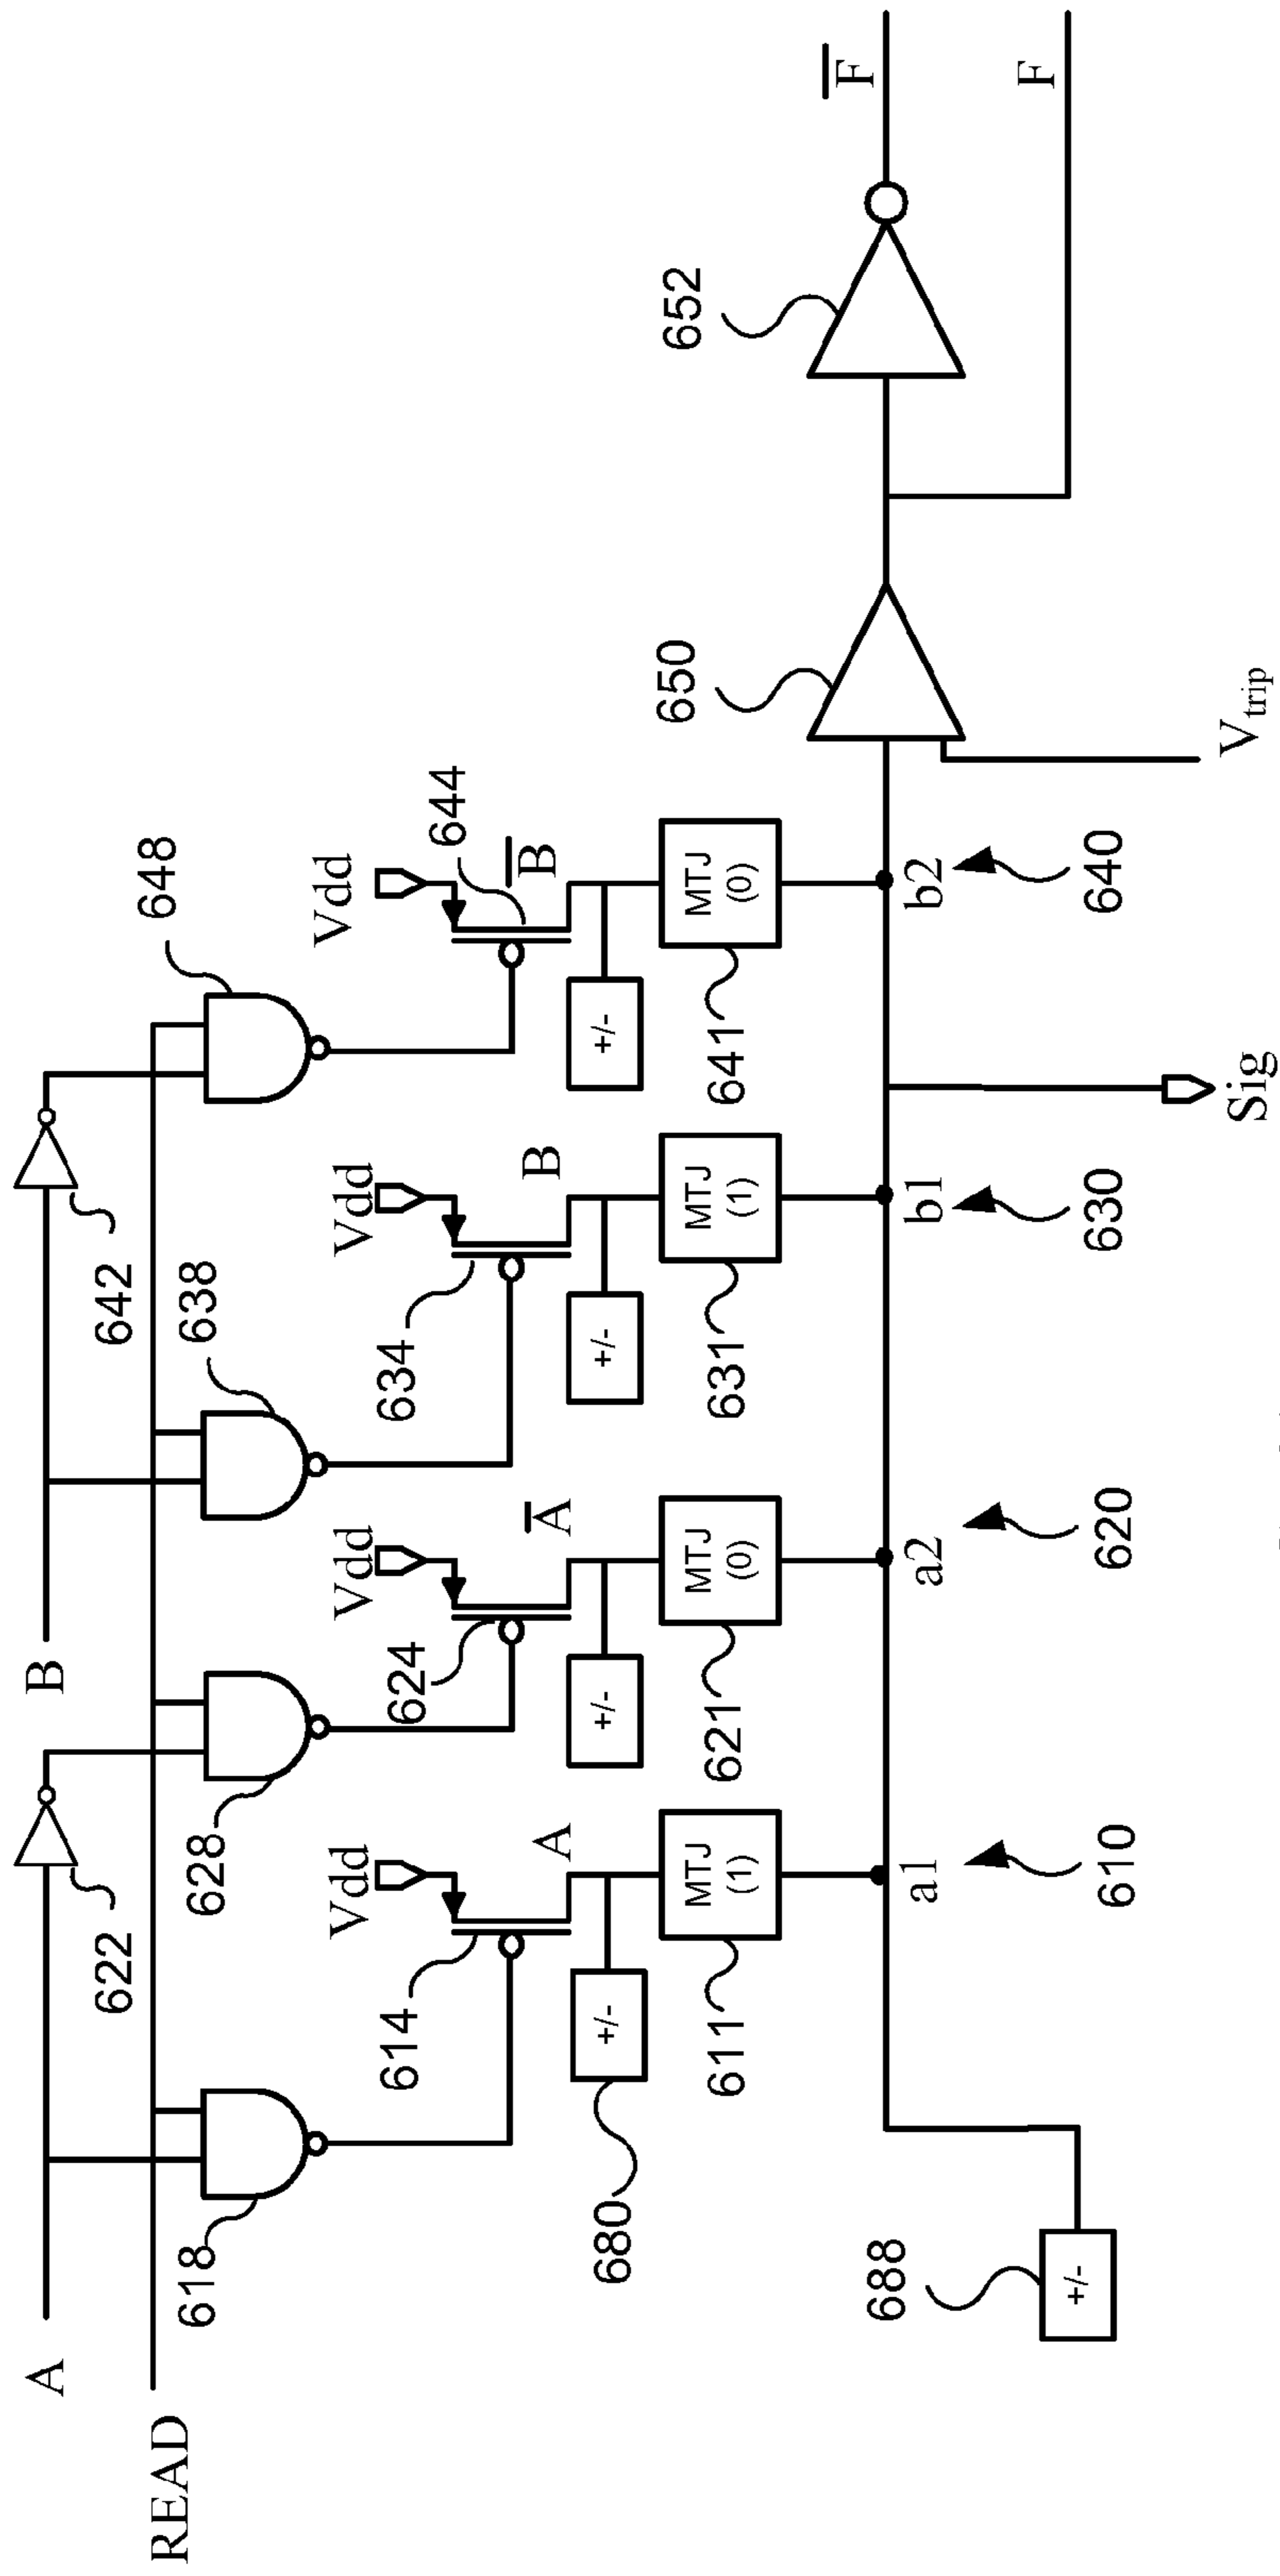 A
READ
B
618
622
628
638
642
648
614
Vdd
A
624
Vdd
A
634
Vdd
B
644
Vdd
B
680
+/-
+/-
+/-
+/-
611
MTJ
(1)
621
MTJ
(0)
631
MTJ
(1)
641
MTJ
(0)
650
652
F
F
688
+/-
a1
a2
b1
b2
610
620
630
640
Sig
Vtrip